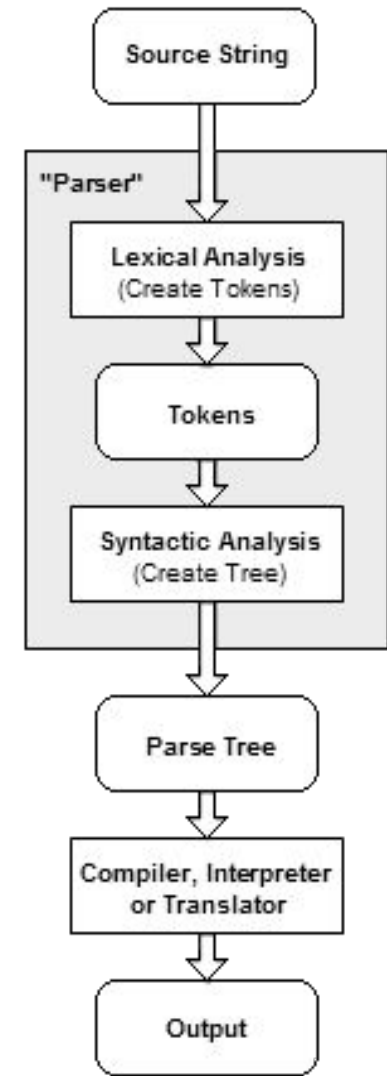 Source String
"Parser"
Lexical Analysis
(Create Tokens)
Tokens
Syntactic Analysis
(Create Tree)
Parse Tree
Compiler, Interpreter
or Translator
Output